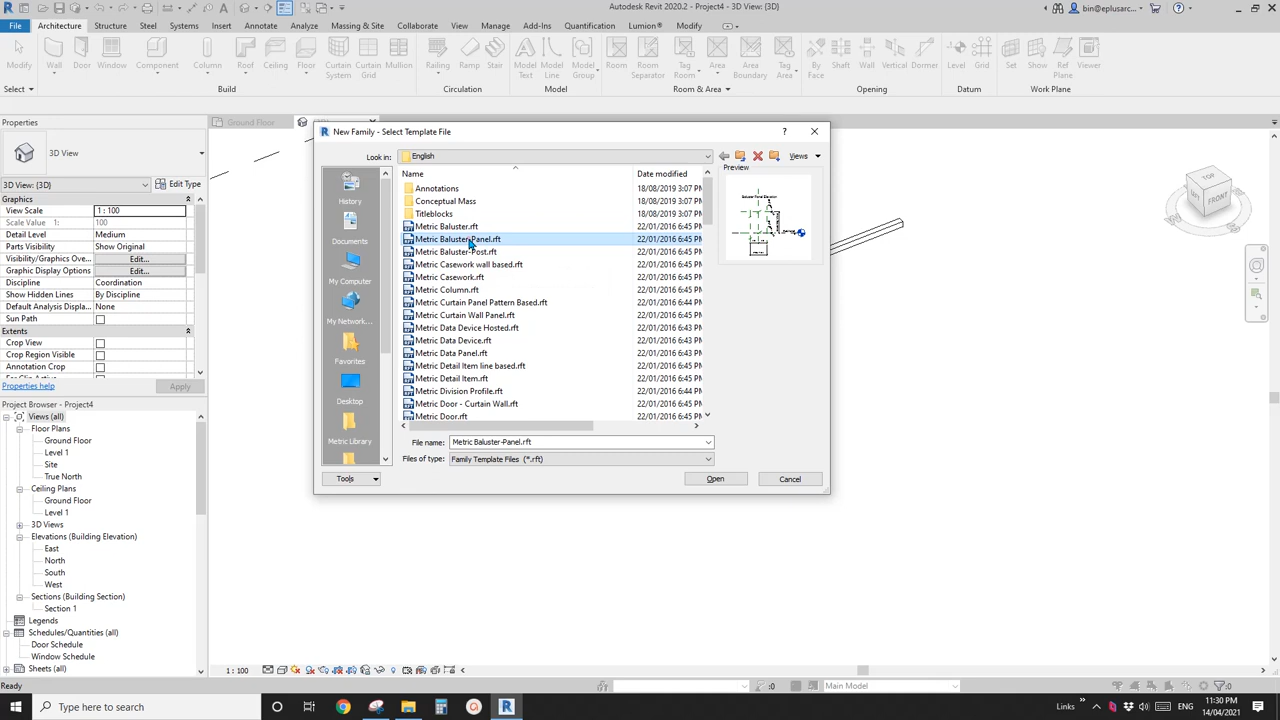 Autodesk Revit 2020.2 - Project4 - 3D View: {3D}
bin@eplusarc...
File
Architecture
Structure
Steel
Systems
Insert
Annotate
Analyze
Massing & Site
Collaborate
View
Manage
Add-Ins
Quantification
Lumion®
Modify
Modify
Wall
Door
Window
Component
Column
Roof
Ceiling
Floor
Curtain System
Curtain Grid
Mullion
Railing
Ramp
Stair
Model Text
Model Line
Model Group
Room
Room Separator
Tag Room
Area
Area Boundary
Tag Area
By Face
Shaft
Wall
Vertical
Dormer
Level
Grid
Set
Show
Ref Plane
Viewer
Select
Build
Circulation
Model
Room & Area
Opening
Datum
Work Plane
Properties
Ground Floor
3D View
3D View: {3D}
Edit Type
Graphics
View Scale 1 : 100
Scale Value 1: 100
Detail Level Medium
Parts Visibility Show Original
Visibility/Graphics Ove... Edit...
Graphic Display Options Edit...
Discipline Coordination
Show Hidden Lines By Discipline
Default Analysis Displa... None
Sun Path
Extents
Crop View
Crop Region Visible
Annotation Crop
Properties help
Apply
Project Browser - Project4
Views (all)
Floor Plans
Ground Floor
Level 1
Site
True North
Ceiling Plans
Ground Floor
Level 1
3D Views
Elevations (Building Elevation)
East
North
South
West
Sections (Building Section)
Section 1
Legends
Schedules/Quantities (all)
Door Schedule
Window Schedule
Sheets (all)
New Family - Select Template File
?
Look in: English
Views
History
Documents
My Computer
My Network...
Favorites
Desktop
Metric Library
Name Date modified
Annotations 18/08/2019 3:07 PM
Conceptual Mass 18/08/2019 3:07 PM
Titleblocks 18/08/2019 3:07 PM
Metric Baluster.rft 22/01/2016 6:45 PM
Metric Baluster-Panel.rft 22/01/2016 6:45 PM
Metric Baluster-Post.rft 22/01/2016 6:45 PM
Metric Casework wall based.rft 22/01/2016 6:45 PM
Metric Casework.rft 22/01/2016 6:45 PM
Metric Column.rft 22/01/2016 6:45 PM
Metric Curtain Panel Pattern Based.rft 22/01/2016 6:44 PM
Metric Curtain Wall Panel.rft 22/01/2016 6:45 PM
Metric Data Device Hosted.rft 22/01/2016 6:43 PM
Metric Data Device.rft 22/01/2016 6:43 PM
Metric Data Panel.rft 22/01/2016 6:43 PM
Metric Detail Item line based.rft 22/01/2016 6:45 PM
Metric Detail Item.rft 22/01/2016 6:45 PM
Metric Division Profile.rft 22/01/2016 6:44 PM
Metric Door - Curtain Wall.rft 22/01/2016 6:45 PM
Metric Door.rft 22/01/2016 6:45 PM
Preview
Baluster Panel Elevation
File name: Metric Baluster-Panel.rft
Files of type: Family Template Files (*.rft)
Tools
Open
Cancel
TOP
FRONT
1 : 100
Ready
:0
Main Model
:0
Type here to search
Links
ENG
11:30 PM
14/04/2021